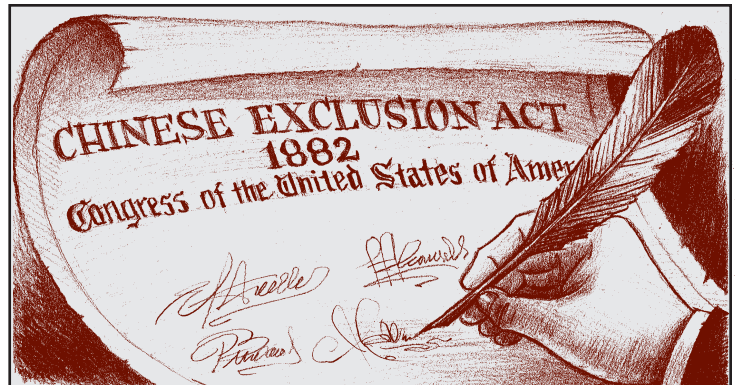 CHINESE EXCLUSION ACT
1882
Congress of the United States of Amer